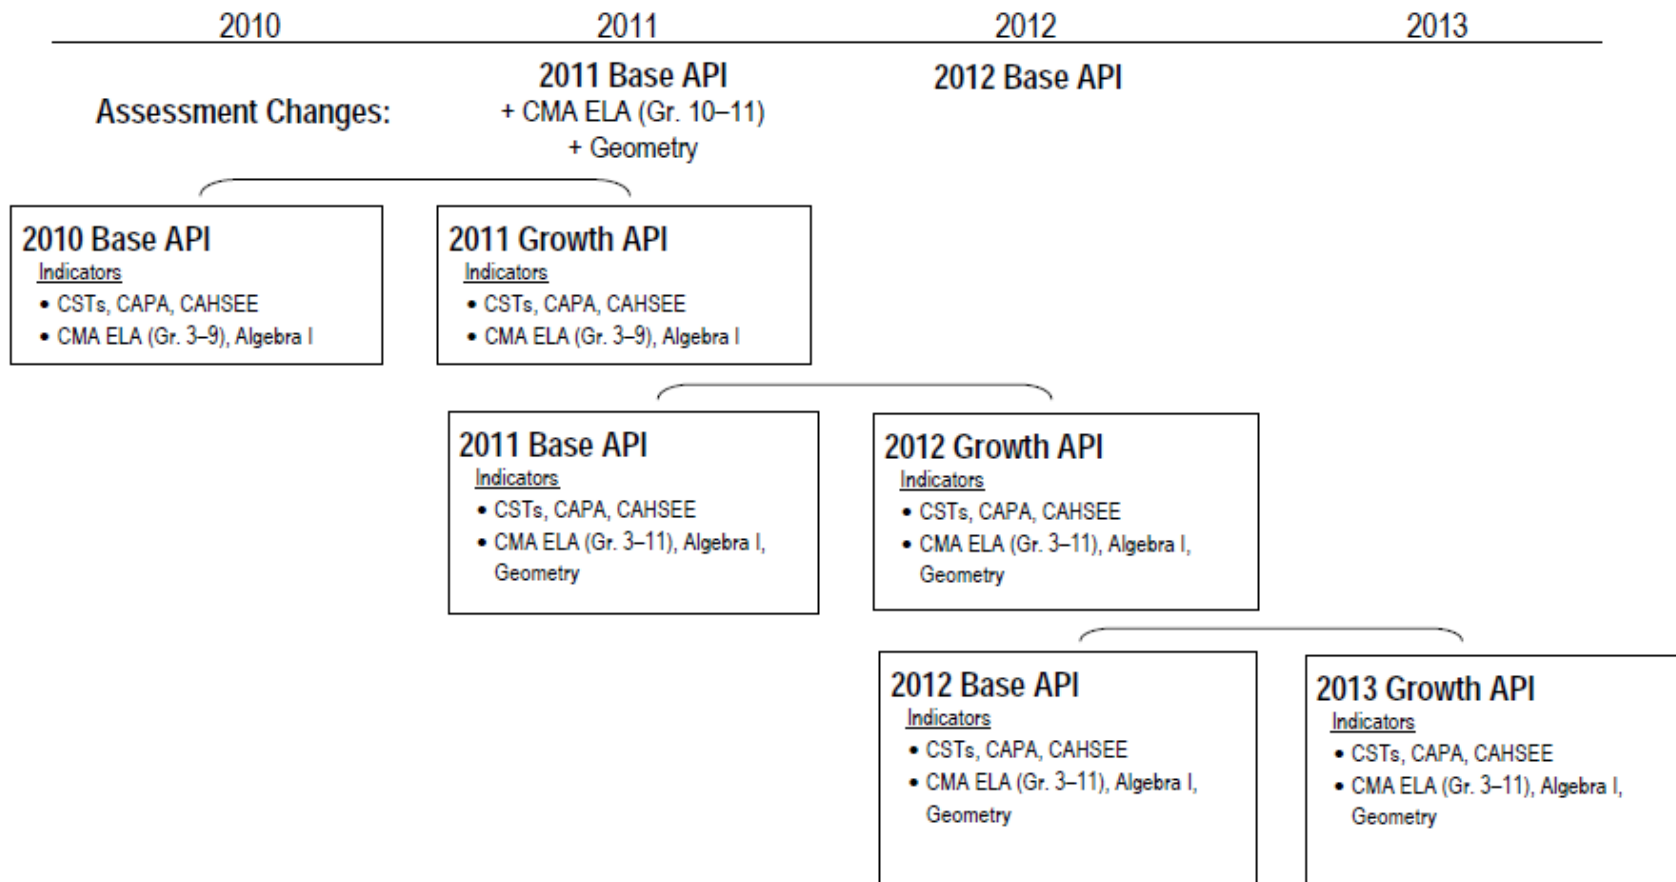 2010 2011 2012 2013
2011 Base API
2012 Base API
Assessment Changes:
+ CMA ELA (Gr. 10–11)
+ Geometry
2010 Base API
Indicators
• CSTs, CAPA, CAHSEE
• CMA ELA (Gr. 3–9), Algebra I
2011 Growth API
Indicators
• CSTs, CAPA, CAHSEE
• CMA ELA (Gr. 3–9), Algebra I
2011 Base API
Indicators
• CSTs, CAPA, CAHSEE
• CMA ELA (Gr. 3–11), Algebra I,
Geometry
2012 Growth API
Indicators
• CSTs, CAPA, CAHSEE
• CMA ELA (Gr. 3–11), Algebra I,
Geometry
2012 Base API
Indicators
• CSTs, CAPA, CAHSEE
• CMA ELA (Gr. 3–11), Algebra I,
Geometry
2013 Growth API
Indicators
• CSTs, CAPA, CAHSEE
• CMA ELA (Gr. 3–11), Algebra I,
Geometry